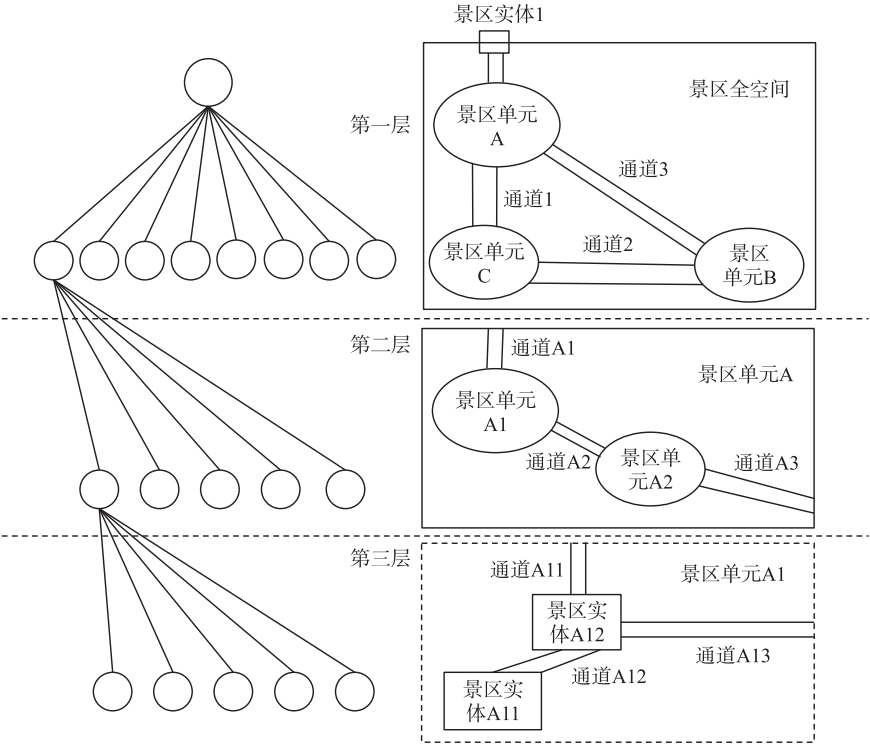 景区实体1
景区全空间
景区单元
A
第一层
通道3
通道1
通道2
景区单元
C
景区
单元B
第二层
通道A1
景区单元A
景区单元
A1
通道A2
景区单
元A2
通道A3
第三层
通道A11
景区单元A1
景区实
体A12
通道A13
通道A12
景区实
体A11